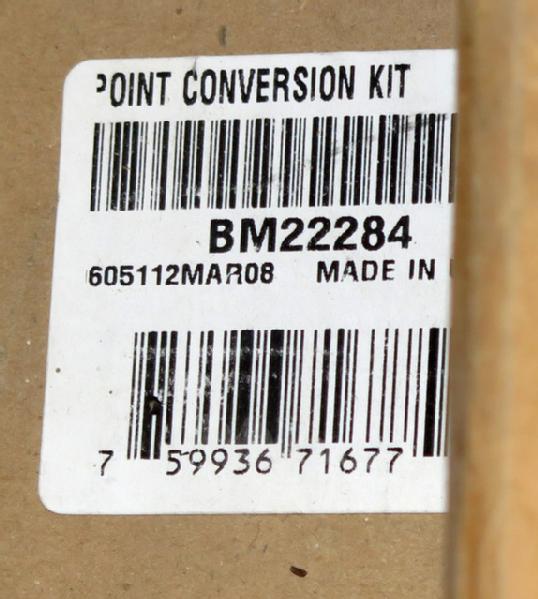 POINT CONVERSION KIT
BM22284
605112MAR08 MADE IN
7 59936 71677